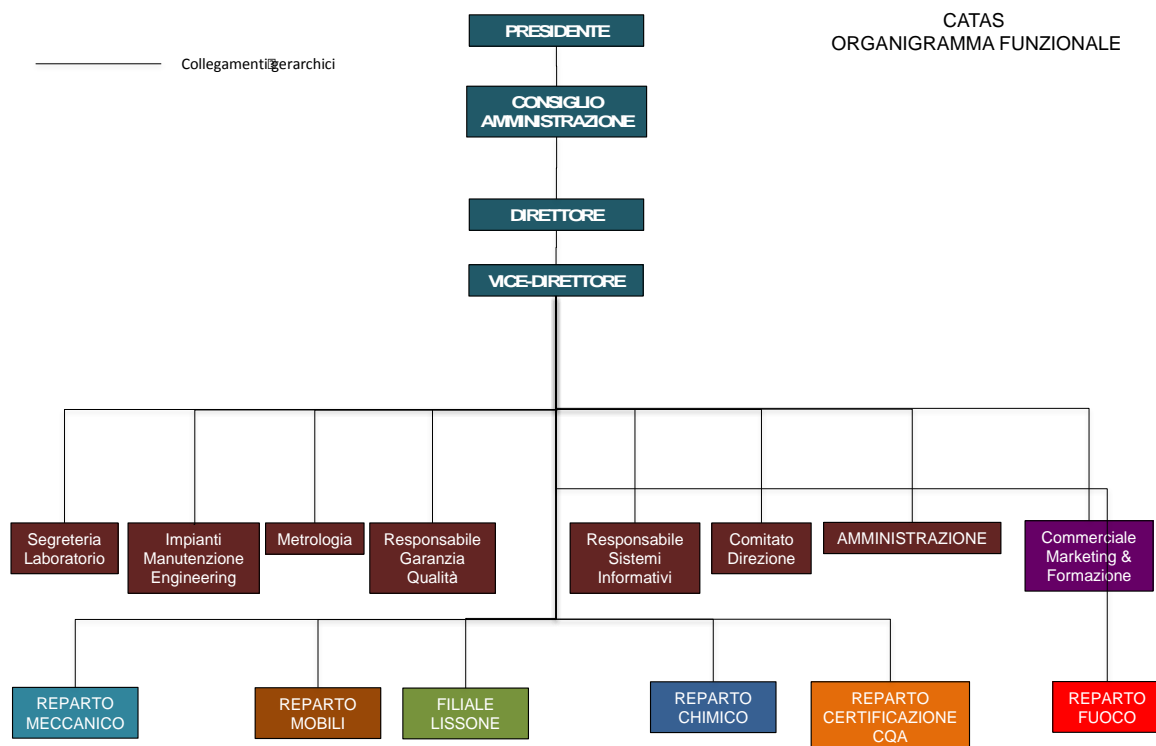 CATAS
ORGANIGRAMMA FUNZIONALE
Collegamenti gerarchici
PRESIDENTE
CONSIGLIO
AMMINISTRAZIONE
DIRETTORE
VICE-DIRETTORE
Segreteria
Laboratorio
Impianti
Manutenzione
Engineering
Metrologia
Responsabile
Garanzia
Qualità
Responsabile
Sistemi
Informativi
Comitato
Direzione
AMMINISTRAZIONE
Commerciale
Marketing &
Formazione
REPARTO
MECCANICO
REPARTO
MOBILI
FILIALE
LISSONE
REPARTO
CHIMICO
REPARTO
CERTIFICAZIONE
CQA
REPARTO
FUOCO